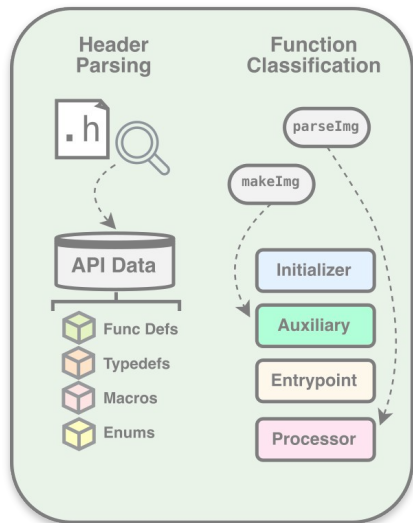 Header
Parsing
.h
API Data
Func Defs
Typedefs
Macros
Enums
Function
Classification
parseImg
makeImg
Initializer
Auxiliary
Entrypoint
Processor